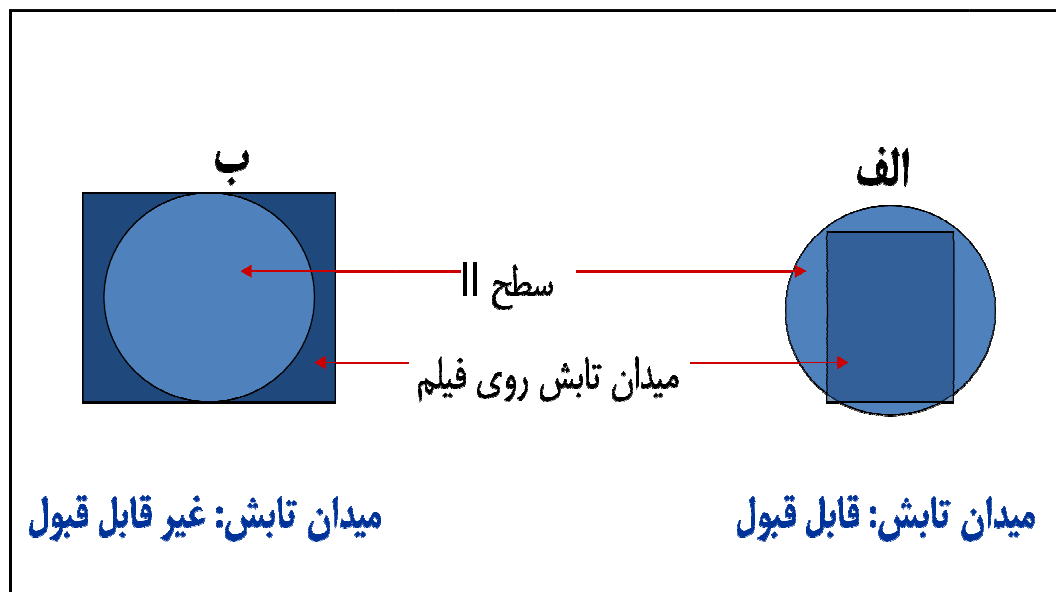 الف
ب
سطح II
میدان تابش روی فیلم
میدان تابش: قابل قبول
میدان تابش: غیر قابل قبول